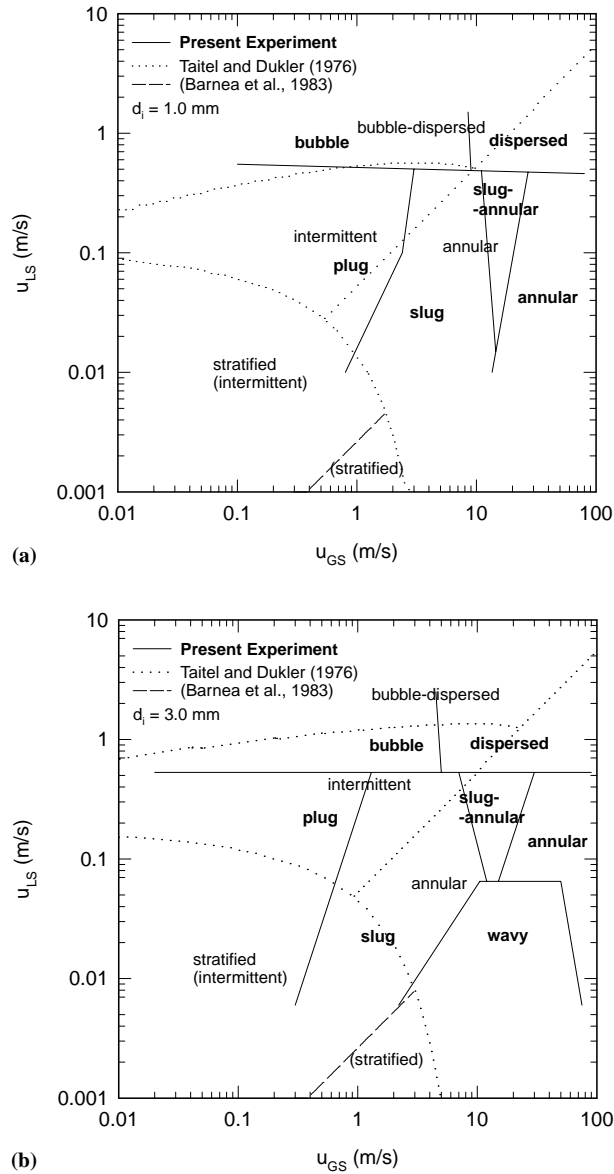 10
Present Experiment
Taitel and Dukler (1976)
(Barnea et al., 1983)
d_i = 1.0 mm
bubble-dispersed
bubble
dispersed
1
slug-
-annular
intermittent
annular
plug
0.1
slug
annular
u_LS (m/s)
stratified
(intermittent)
0.01
(stratified)
0.001
0.01
0.1
1
10
100
(a)
u_GS (m/s)
10
Present Experiment
Taitel and Dukler (1976)
(Barnea et al., 1983)
d_i = 3.0 mm
bubble-dispersed
bubble
dispersed
1
intermittent
slug-
-annular
plug
annular
0.1
annular
u_LS (m/s)
slug
wavy
stratified
(intermittent)
0.01
(stratified)
0.001
0.01
0.1
1
10
100
(b)
u_GS (m/s)